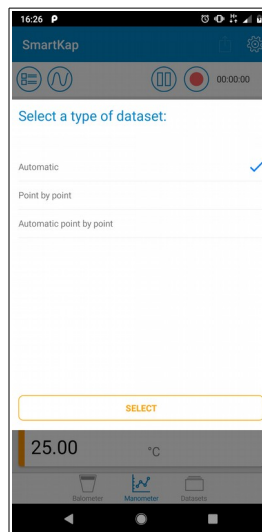 16:26
SmartKap
00:00:00
Select a type of dataset:
Automatic
Point by point
Automatic point by point
SELECT
25.00 °C
Balometer Manometer Datasets